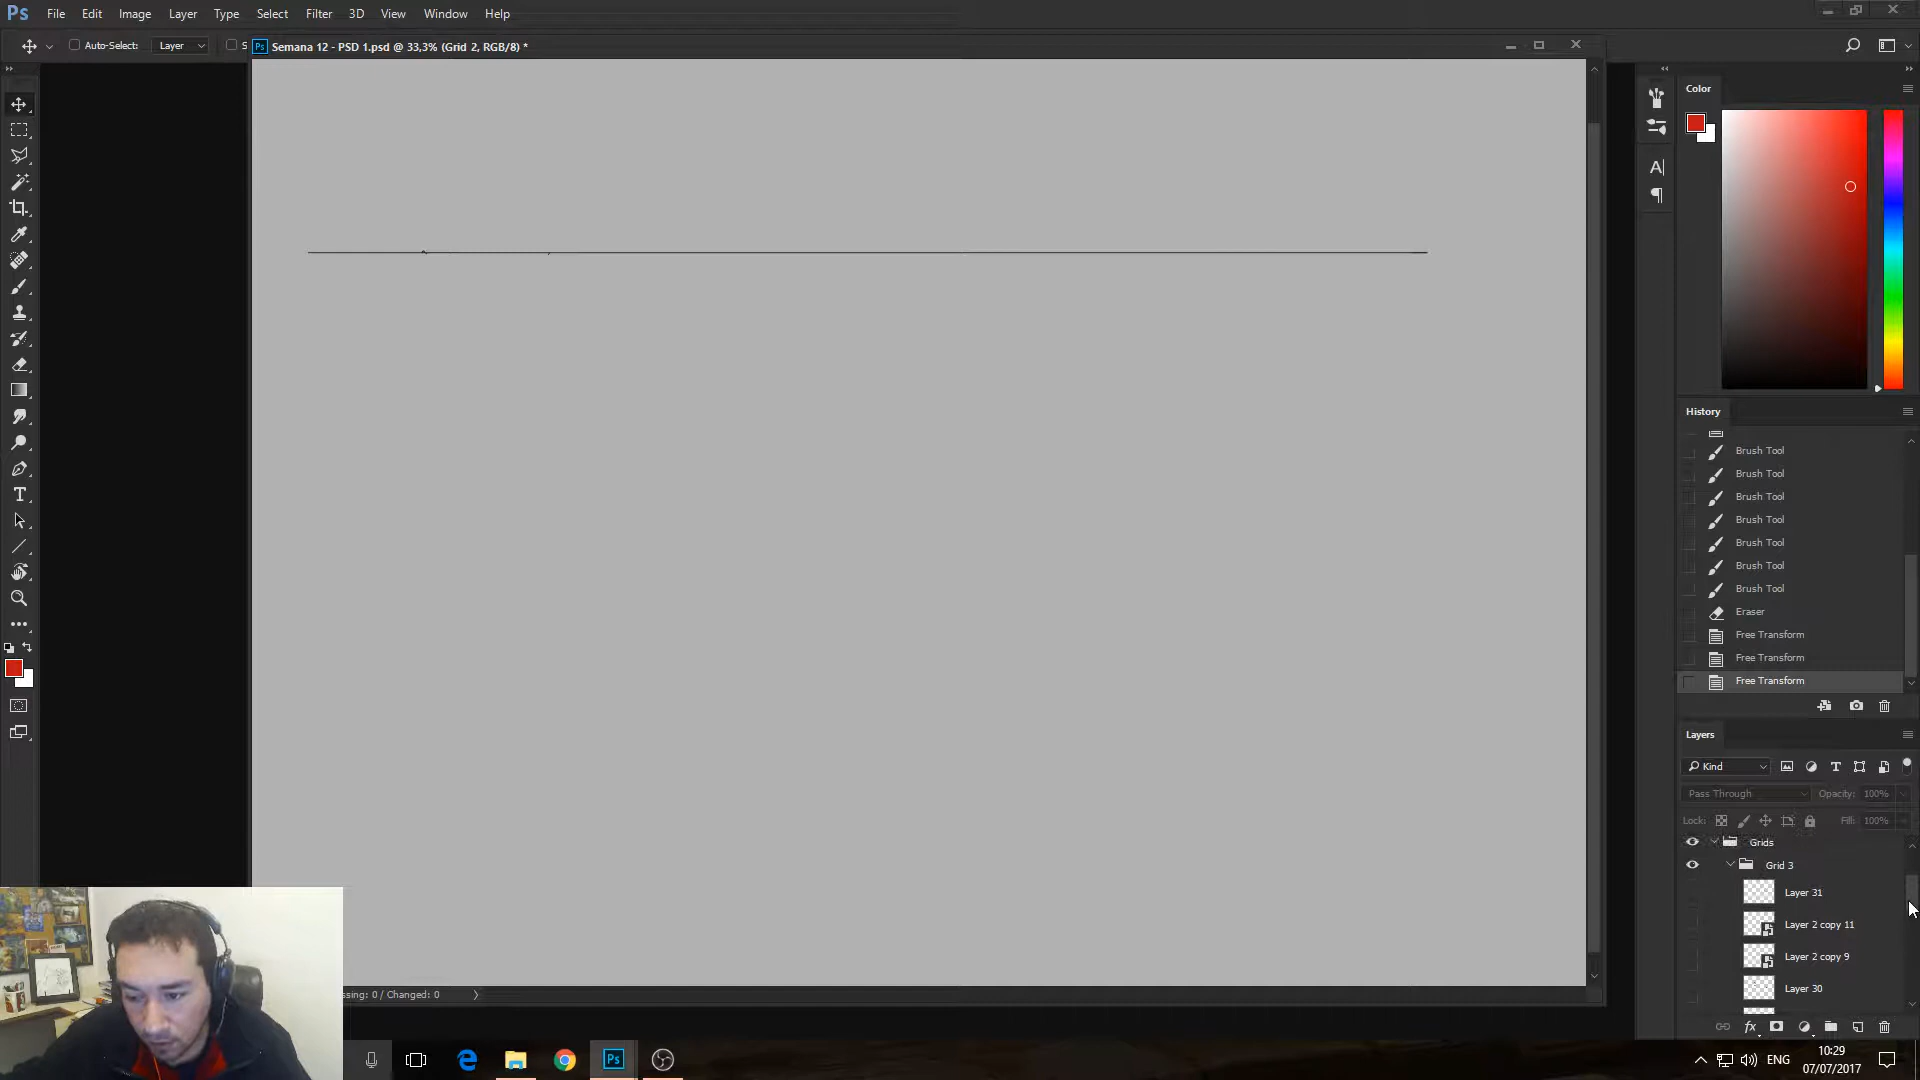 Ps File Edit Image Layer Type Select Filter 3D View Window Help
Auto-Select: Layer S
Ps Semana 12 - PSD 1.psd @ 33,3% (Grid 2, RGB/8) *
Color
A|
¶
T
History
Brush Tool
Brush Tool
Brush Tool
Brush Tool
Brush Tool
Brush Tool
Brush Tool
Eraser
Free Transform
Free Transform
Free Transform
Layers
Kind T
Pass Through Opacity: 100%
Lock: Fill: 100%
Grids
Grid 3
Layer 31
Layer 2 copy 11
Layer 2 copy 9
Layer 30
fx
ssing: 0 / Changed: 0
Ps
ENG
10:29
07/07/2017